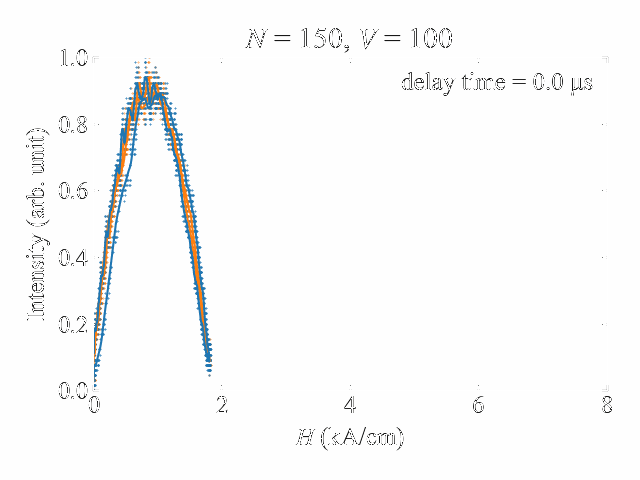 N = 150, V = 100
delay time = 0.0 μs
Intensity (arb. unit)
1.0
0.8
0.6
0.4
0.2
0.0
0 2 4 6 8
H (kA/cm)